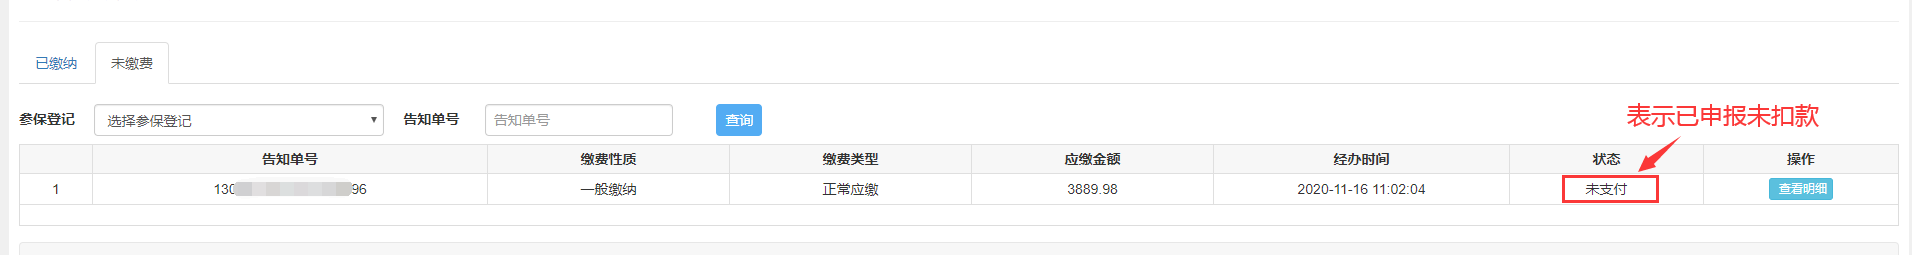 已缴纳 未缴费
参保登记 选择参保登记 告知单号 告知单号 查询
表示已申报未扣款
告知单号 缴费性质 缴费类型 应缴金额 经办时间 状态 操作
1 130 96 一般缴纳 正常应缴 3889.98 2020-11-16 11:02:04 未支付 查看明细